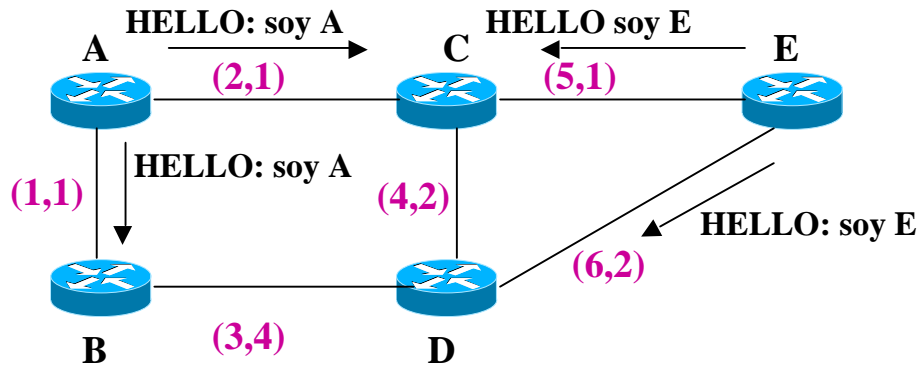 HELLO: soy A
HELLO soy E
A
C
E
(2,1)
(5,1)
HELLO: soy A
(1,1)
(4,2)
HELLO: soy E
(6,2)
(3,4)
B
D